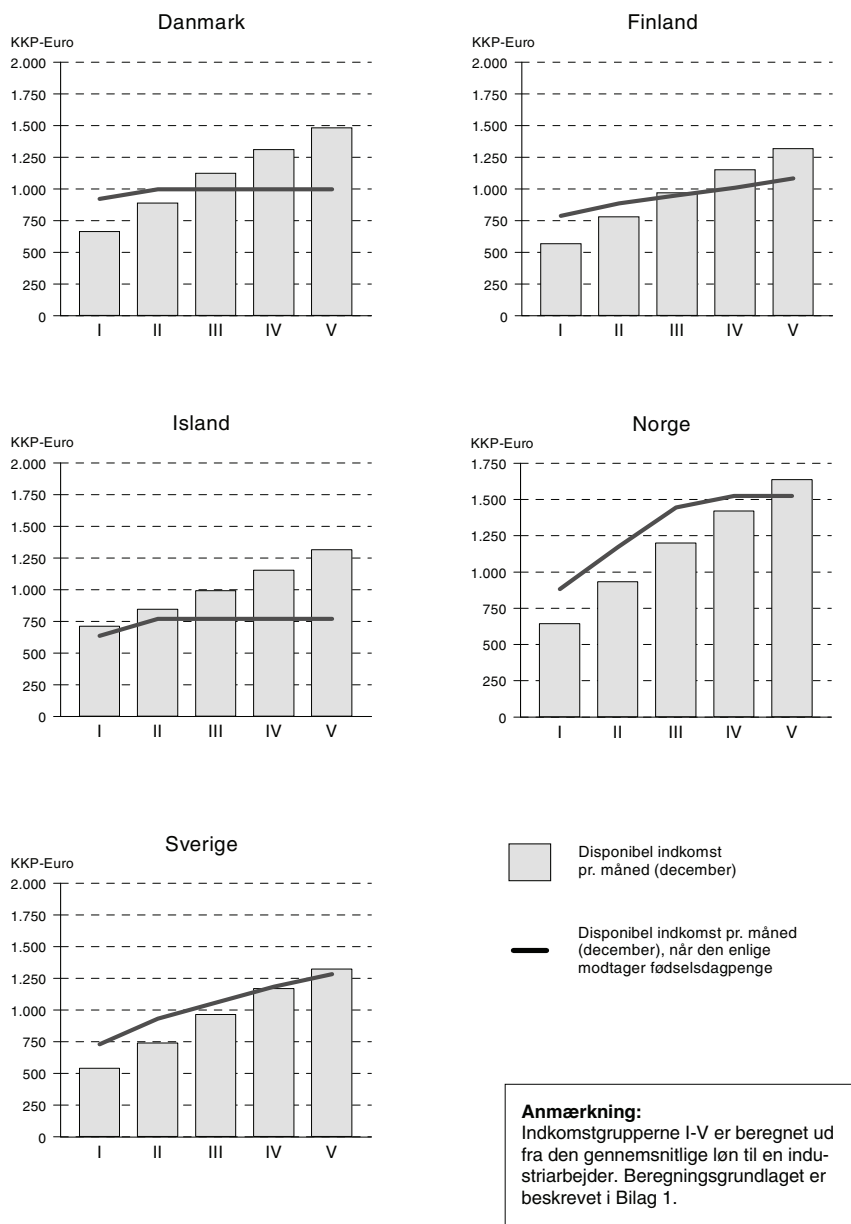 Danmark
KKP-Euro
2.000
1.750
1.500
1.250
1.000
750
500
250
0
I II III IV V
Finland
KKP-Euro
2.000
1.750
1.500
1.250
1.000
750
500
250
0
I II III IV V
Island
KKP-Euro
2.000
1.750
1.500
1.250
1.000
750
500
250
0
I II III IV V
Norge
KKP-Euro
1.750
1.500
1.250
1.000
750
500
250
0
I II III IV V
Sverige
KKP-Euro
2.000
1.750
1.500
1.250
1.000
750
500
250
0
I II III IV V
Disponibel indkomst
pr. måned (december)
Disponibel indkomst pr. måned
(december), når den enlige
modtager fødselsdagpenge
Anmærkning:
Indkomstgrupperne I-V er beregnet ud
fra den gennemsnitlige løn til en indu-
striarbejder. Beregningsgrundlaget er
beskrevet i Bilag 1.